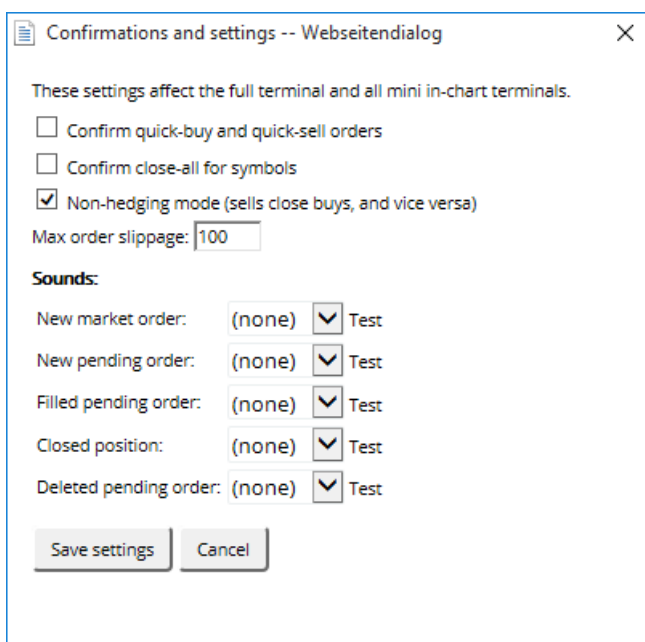 Confirmations and settings -- Webseitendialog
These settings affect the full terminal and all mini in-chart terminals.
Confirm quick-buy and quick-sell orders
Confirm close-all for symbols
Non-hedging mode (sells close buys, and vice versa)
Max order slippage: 100
Sounds:
New market order: (none) Test
New pending order: (none) Test
Filled pending order: (none) Test
Closed position: (none) Test
Deleted pending order: (none) Test
Save settings Cancel